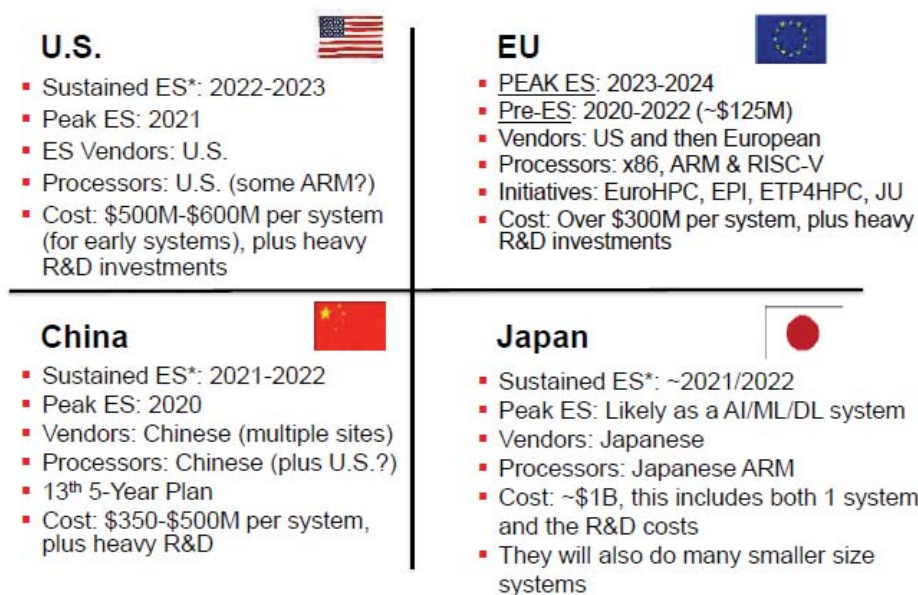 U.S.
Sustained ES*: 2022-2023
Peak ES: 2021
ES Vendors: U.S.
Processors: U.S. (some ARM?)
Cost: $500M-$600M per system
(for early systems), plus heavy
R&D investments
EU
PEAK ES: 2023-2024
Pre-ES: 2020-2022 (~$125M)
Vendors: US and then European
Processors: x86, ARM & RISC-V
Initiatives: EuroHPC, EPI, ETP4HPC, JU
Cost: Over $300M per system, plus heavy
R&D investments
China
Sustained ES*: 2021-2022
Peak ES: 2020
Vendors: Chinese (multiple sites)
Processors: Chinese (plus U.S.?)
13th 5-Year Plan
Cost: $350-$500M per system,
plus heavy R&D
Japan
Sustained ES*: ~2021/2022
Peak ES: Likely as a AI/ML/DL system
Vendors: Japanese
Processors: Japanese ARM
Cost: ~$1B, this includes both 1 system
and the R&D costs
They will also do many smaller size
systems